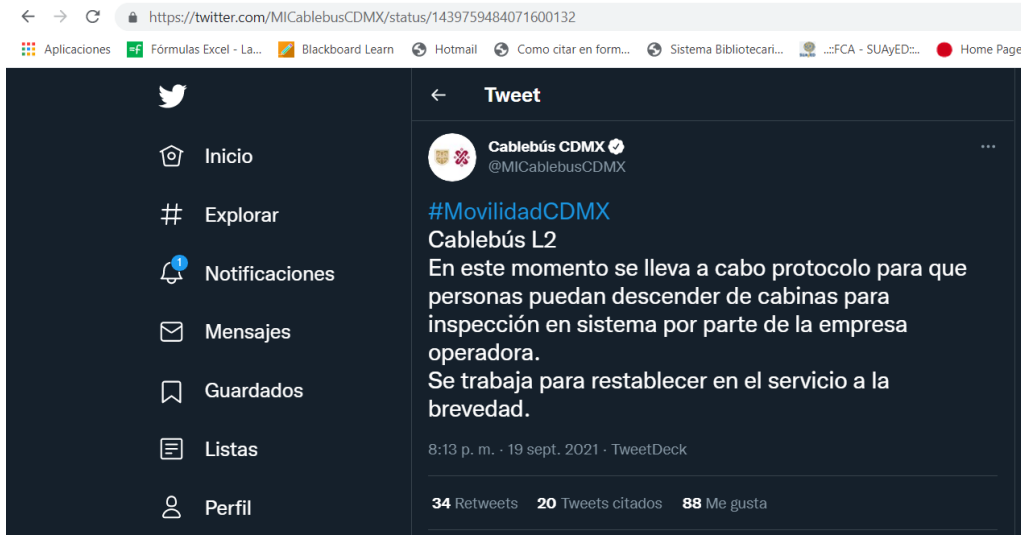 https://twitter.com/MICablebusCDMX/status/1439759484071600132
Aplicaciones Fórmulas Excel - La... Blackboard Learn Hotmail Como citar en form... Sistema Bibliotecari... ..::FCA - SUAyED::.. Home Page
Tweet
Inicio
Explorar
1
Notificaciones
Mensajes
Guardados
Listas
Perfil
Cablebús CDMX
@MICablebusCDMX
#MovilidadCDMX
Cablebús L2
En este momento se lleva a cabo protocolo para que
personas puedan descender de cabinas para
inspección en sistema por parte de la empresa
operadora.
Se trabaja para restablecer en el servicio a la
brevedad.
8:13 p. m. · 19 sept. 2021 · TweetDeck
34 Retweets 20 Tweets citados 88 Me gusta